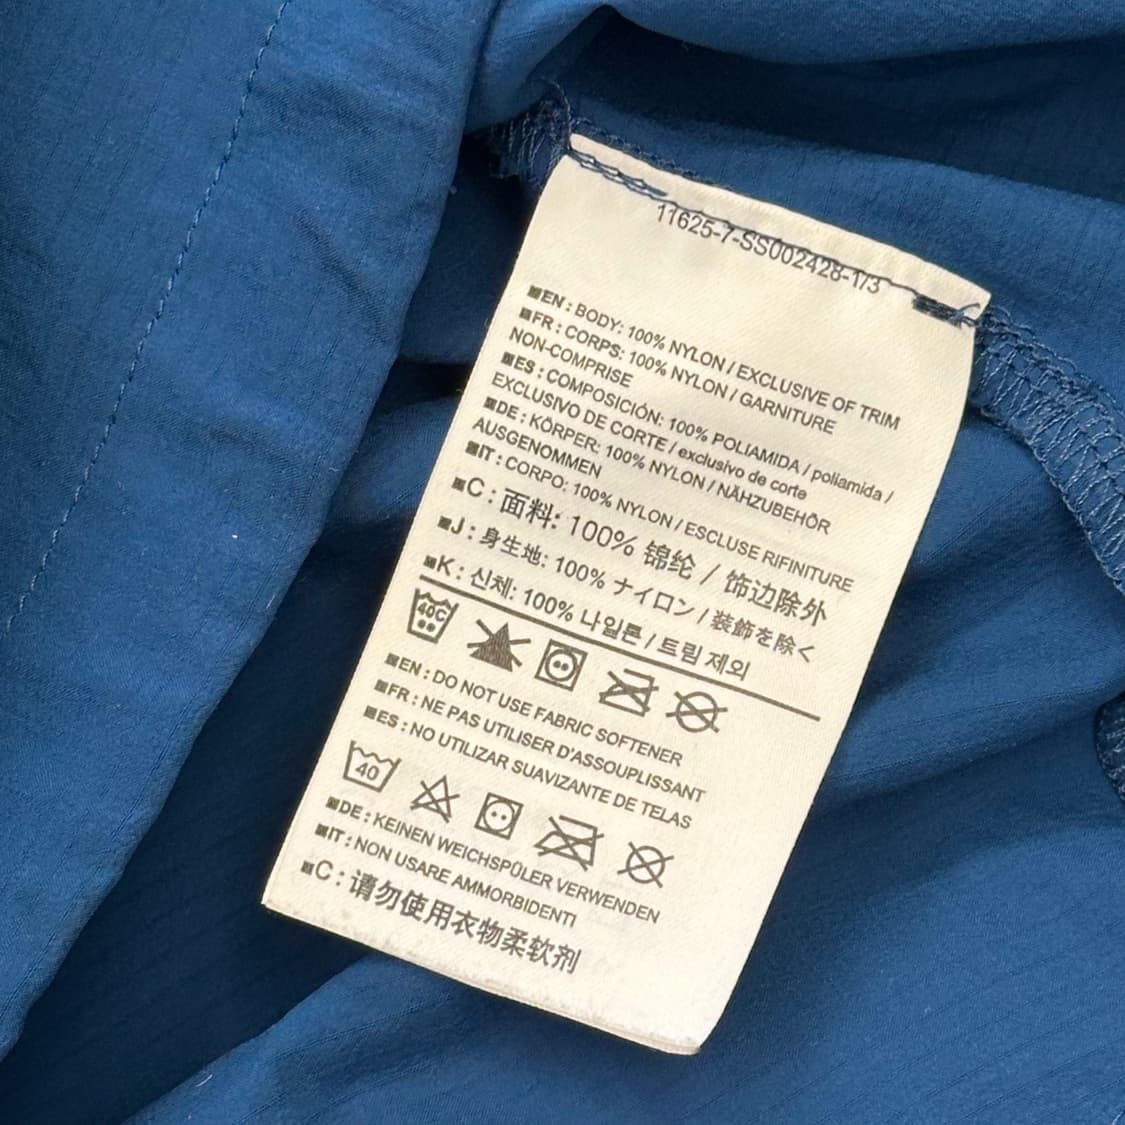 11625-7-SS002428-1/3
EN : BODY: 100% NYLON / EXCLUSIVE OF TRIM
FR : CORPS: 100% NYLON / GARNITURE
NON-COMPRISE
ES : COMPOSICIÓN: 100% POLIAMIDA / poliamida /
EXCLUSIVO DE CORTE / exclusivo de corte
DE : KÖRPER: 100% NYLON / NÄHZUBEHÖR
AUSGENOMMEN
IT : CORPO: 100% NYLON / ESCLUSE RIFINITURE
C : 面料: 100% 锦纶 / 饰边除外
J : 身生地: 100% ナイロン / 装飾を除く
K : 신체: 100% 나일론 / 트림 제외
40C
EN : DO NOT USE FABRIC SOFTENER
FR : NE PAS UTILISER D'ASSOUPLISSANT
ES : NO UTILIZAR SUAVIZANTE DE TELAS
40
DE : KEINEN WEICHSPÜLER VERWENDEN
IT : NON USARE AMMORBIDENTI
C : 请勿使用衣物柔软剂